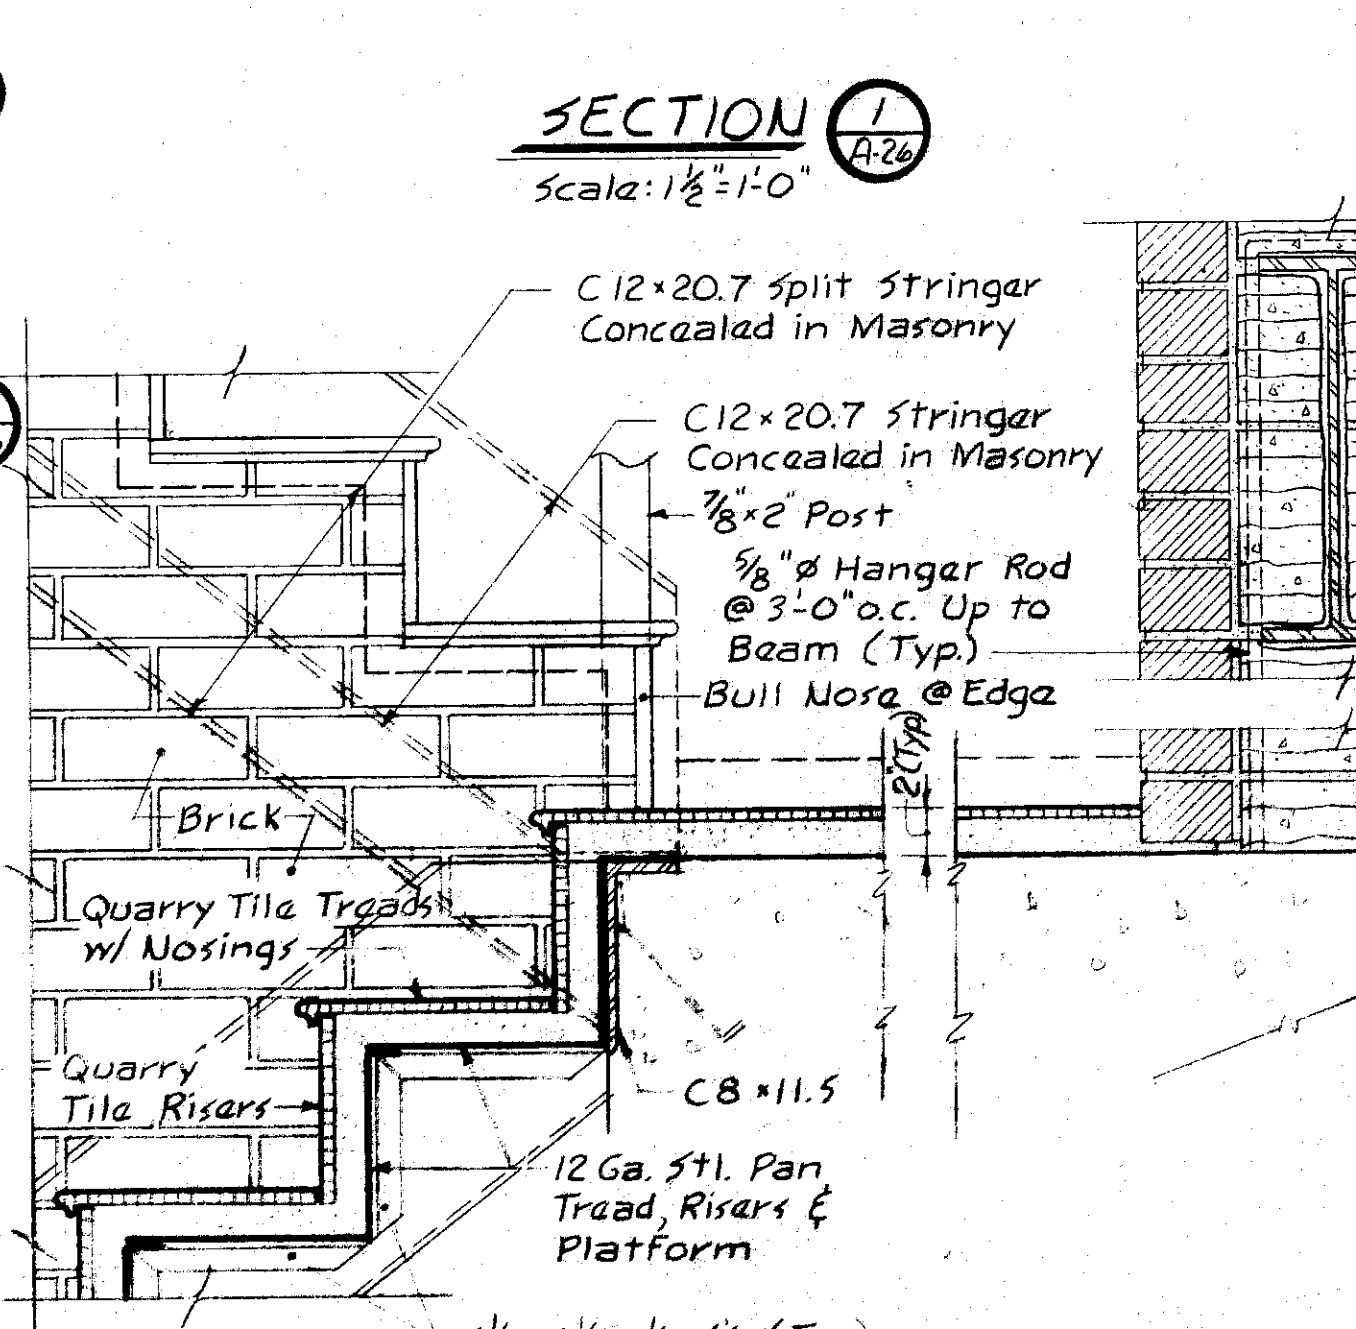 SECTION
1
A-26
Scale: 1½"=1'-0"
C 12×20.7 Split Stringer
Concealed in Masonry
C12×20.7 Stringer
Concealed in Masonry
7/8"×2" Post
5/8"ø Hanger Rod
@ 3'-0" o.c. Up to
Beam (Typ.)
Bull Nose @ Edge
2"(Typ)
Brick
Quarry Tile Treads
w/ Nosings
Quarry
Tile Risers
C8×11.5
12 Ga. Stl. Pan
Tread, Risers &
Platform